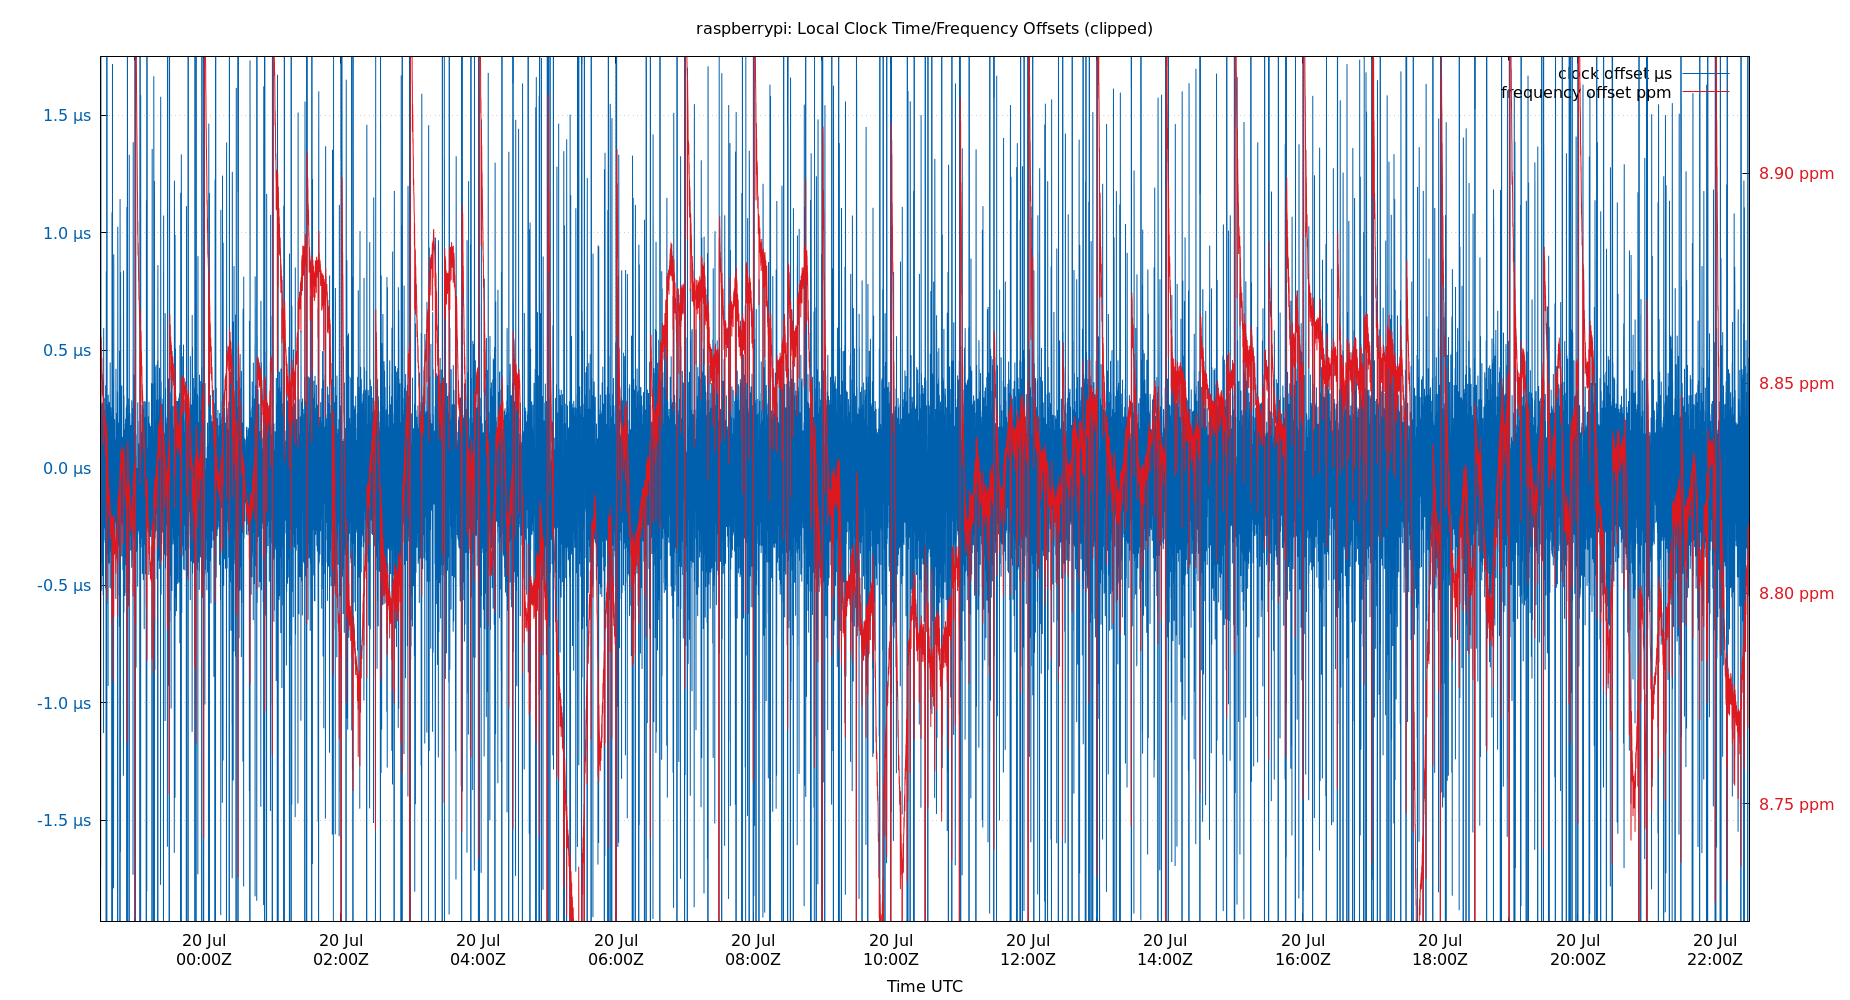 raspberrypi: Local Clock Time/Frequency Offsets (clipped)
clock offset µs
frequency offset ppm
1.5 µs
1.0 µs
0.5 µs
0.0 µs
-0.5 µs
-1.0 µs
-1.5 µs
8.90 ppm
8.85 ppm
8.80 ppm
8.75 ppm
20 Jul 20 Jul 20 Jul 20 Jul 20 Jul 20 Jul 20 Jul 20 Jul 20 Jul 20 Jul 20 Jul 20 Jul
00:00Z 02:00Z 04:00Z 06:00Z 08:00Z 10:00Z 12:00Z 14:00Z 16:00Z 18:00Z 20:00Z 22:00Z
Time UTC